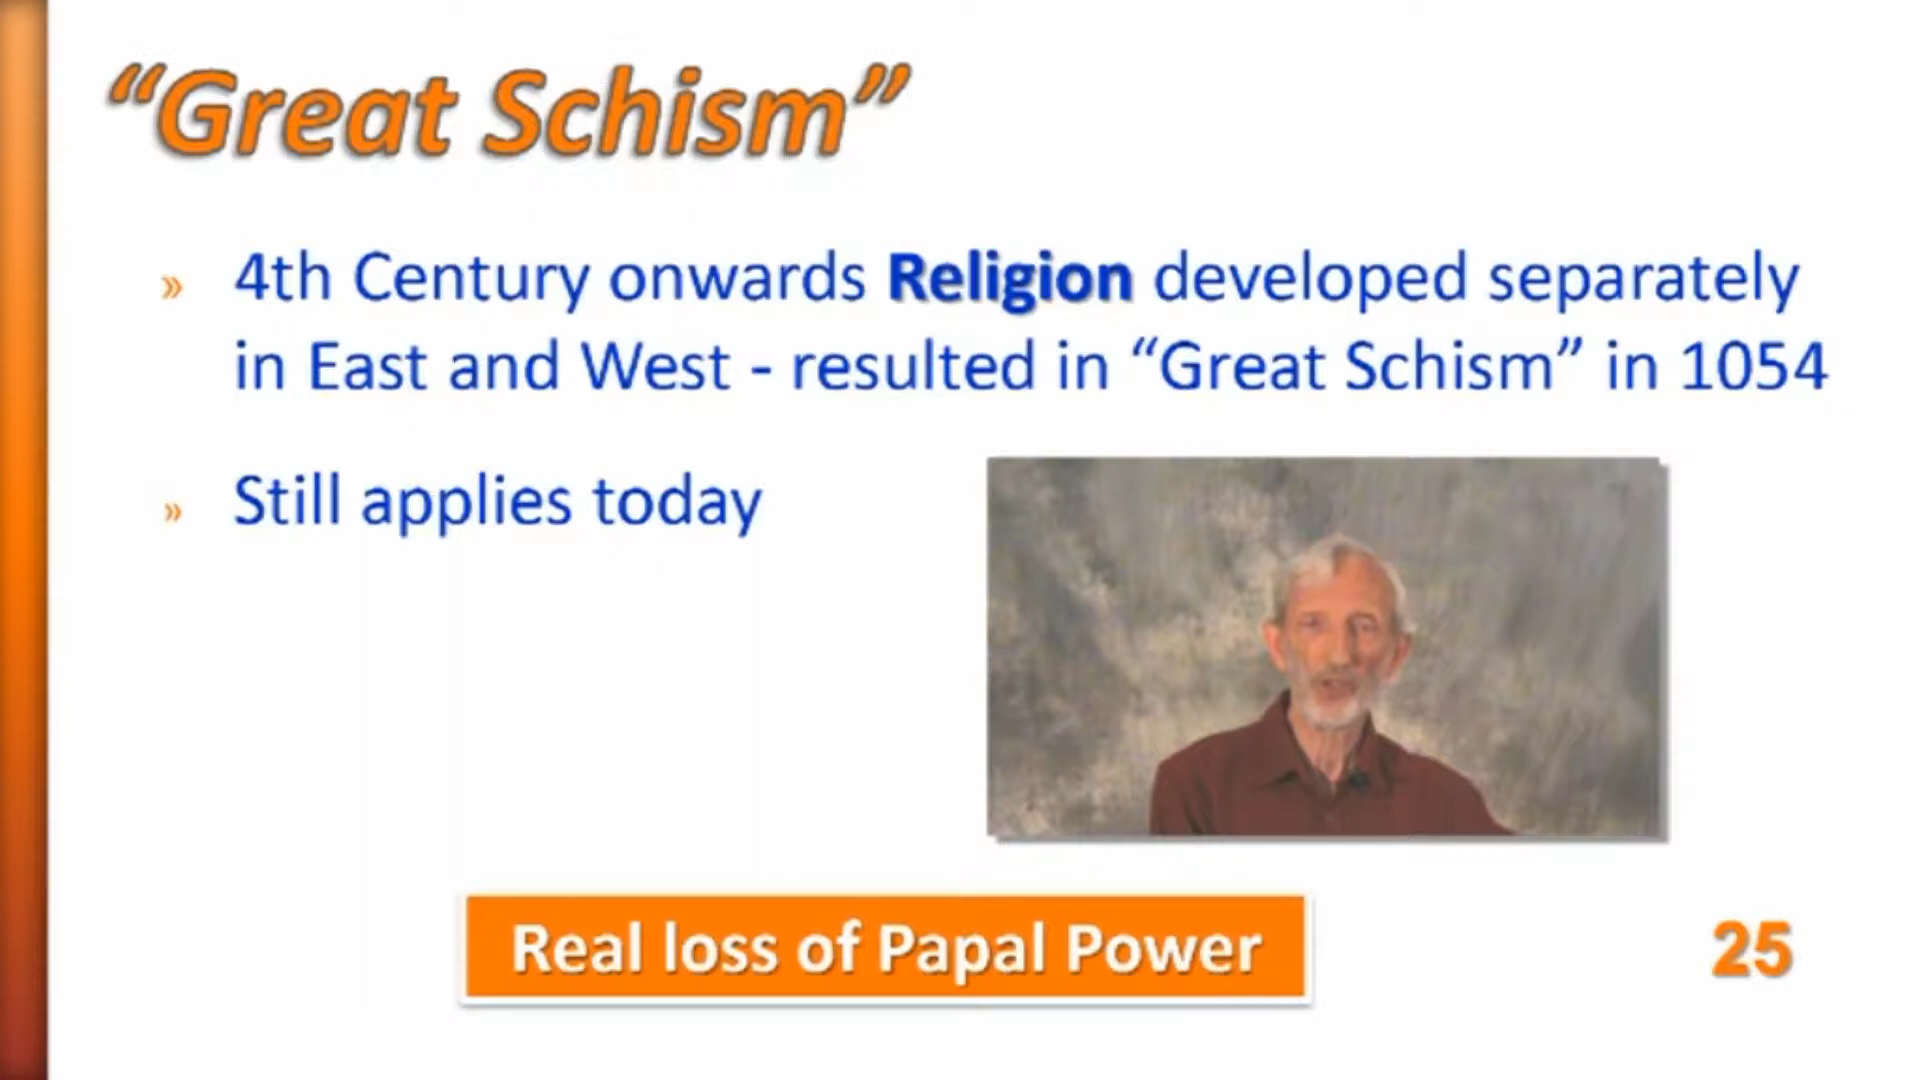 “Great Schism”
» 4th Century onwards Religion developed separately
in East and West - resulted in “Great Schism” in 1054
» Still applies today
Real loss of Papal Power
25